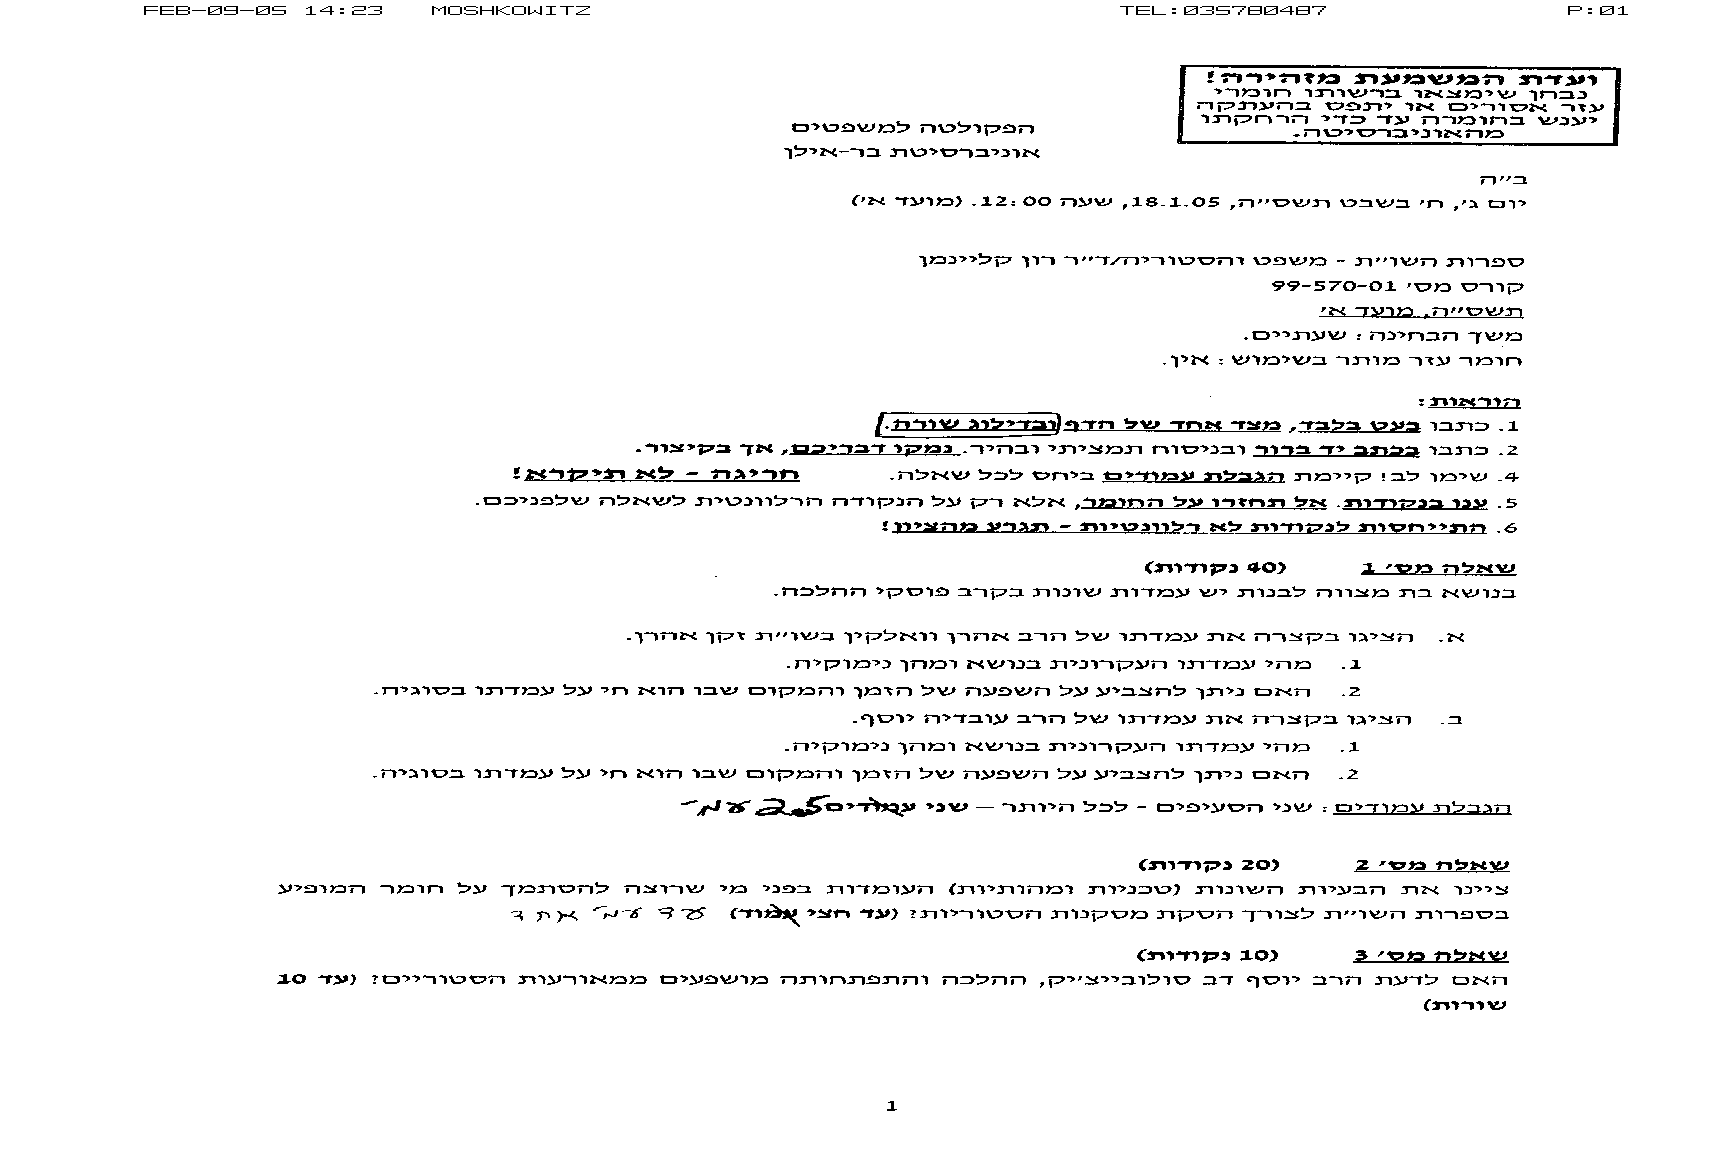 FEB-09-05 14:23 MOSHKOWITZ TEL:035780487 P:01
ועדת המשמעת מזהירה!
נבחן שימצאו ברשותו חומרי
עזר אסורים או יתפס בהעתקה
יענש בחומרה עד כדי הרחקתו
מהאוניברסיטה.
הפקולטה למשפטים
אוניברסיטת בר-אילן
ב״ה
יום ג׳, ח׳ בשבט תשס״ה, 18.1.05, שעה 12:00. (מועד א׳)
ספרות השו״ת - משפט והסטוריה/ד״ר רון קליינמן
קורס מס׳ 99-570-01
תשס״ה, מועד א׳
משך הבחינה: שעתיים.
חומר עזר מותר בשימוש: אין.
הוראות:
1. כתבו בעט בלבד, מצד אחד של הדף ובדילוג שורה.
2. כתבו בכתב יד ברור ובניסוח תמציתי ובהיר. נמקו דבריכם, אך בקיצור.
4. שימו לב! קיימת הגבלת עמודים ביחס לכל שאלה. חריגה - לא תיקרא!
5. ענו בנקודות. אל תחזרו על החומר, אלא רק על הנקודה הרלוונטית לשאלה שלפניכם.
6. התייחסות לנקודות לא רלוונטיות - תגרע מהציון!
שאלה מס׳ 1 (40 נקודות)
בנושא בת מצווה לבנות יש עמדות שונות בקרב פוסקי ההלכה.
א. הציגו בקצרה את עמדתו של הרב אהרן וואלקין בשו״ת זקן אהרן.
1. מהי עמדתו העקרונית בנושא ומהן נימוקיה.
2. האם ניתן להצביע על השפעה של הזמן והמקום שבו הוא חי על עמדתו בסוגיה.
ב. הציגו בקצרה את עמדתו של הרב עובדיה יוסף.
1. מהי עמדתו העקרונית בנושא ומהן נימוקיה.
2. האם ניתן להצביע על השפעה של הזמן והמקום שבו הוא חי על עמדתו בסוגיה.
הגבלת עמודים: שני הסעיפים - לכל היותר – שני עמודים 2.5 עמ׳
שאלה מס׳ 2 (20 נקודות)
ציינו את הבעיות השונות (טכניות ומהותיות) העומדות בפני מי שרוצה להסתמך על חומר המופיע
בספרות השו״ת לצורך הסקת מסקנות הסטוריות? (עד חצי עמוד) עד עמ׳ אחד
שאלה מס׳ 3 (10 נקודות)
האם לדעת הרב יוסף דב סולובייצ׳יק, ההלכה והתפתחותה מושפעים ממאורעות הסטוריים? (עד 10
שורות)
1